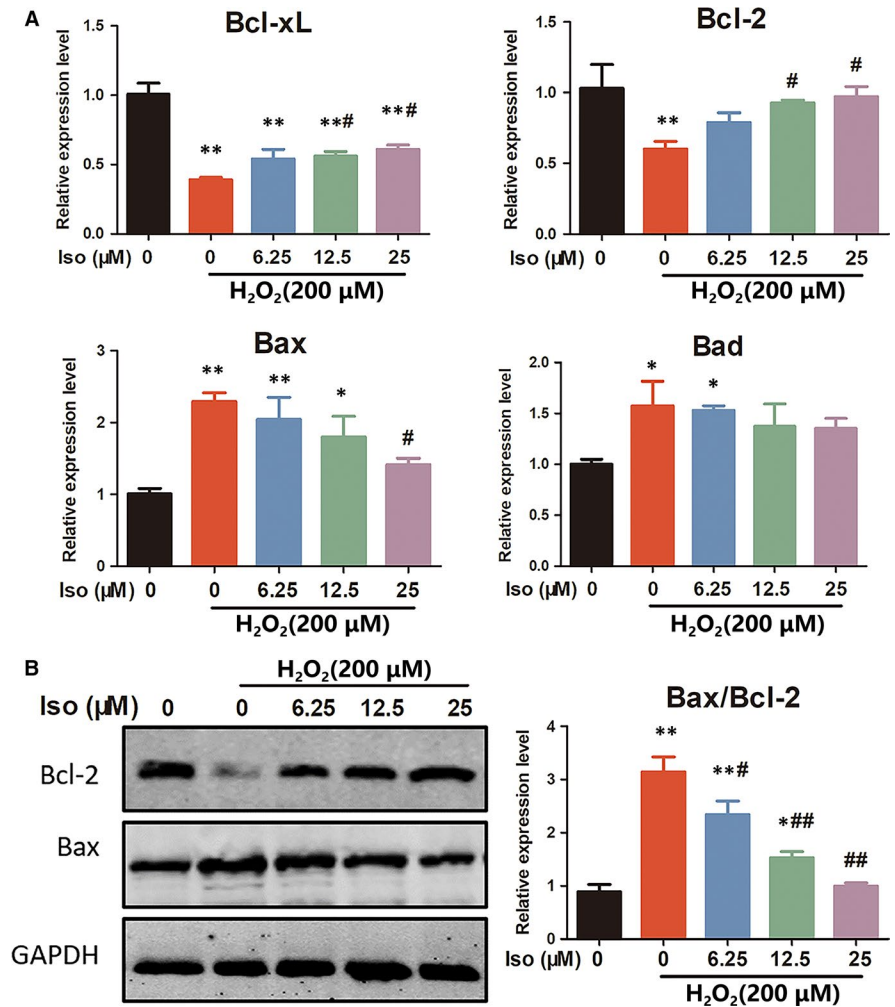 A
Bcl-xL
Relative expression level
1.5
1.0
0.5
0.0
**
**
**#
**#
Iso (µM) 0 0 6.25 12.5 25
H₂O₂(200 µM)
Bcl-2
Relative expression level
1.5
1.0
0.5
0.0
**
#
#
Iso (µM) 0 0 6.25 12.5 25
H₂O₂(200 µM)
Bax
Relative expression level
3
2
1
0
**
**
*
#
Iso (µM) 0 0 6.25 12.5 25
H₂O₂(200 µM)
Bad
Relative expression level
2.0
1.5
1.0
0.5
0.0
*
*
Iso (µM) 0 0 6.25 12.5 25
H₂O₂(200 µM)
B
H₂O₂(200 µM)
Iso (µM) 0 0 6.25 12.5 25
Bcl-2
Bax
GAPDH
Bax/Bcl-2
Relative expression level
4
3
2
1
0
**
**#
*##
##
Iso (µM) 0 0 6.25 12.5 25
H₂O₂(200 µM)